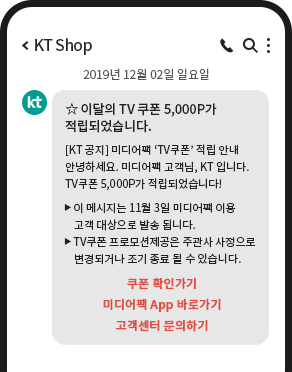 KT Shop
2019년 12월 02일 일요일
kt
☆ 이달의 TV 쿠폰 5,000P가
적립되었습니다.
[KT 공지] 미디어팩 ‘TV쿠폰’ 적립 안내
안녕하세요. 미디어팩 고객님, KT 입니다.
TV쿠폰 5,000P가 적립되었습니다!
▶ 이 메시지는 11월 3일 미디어팩 이용
고객 대상으로 발송 됩니다.
▶ TV쿠폰 프로모션제공은 주관사 사정으로
변경되거나 조기 종료 될 수 있습니다.
쿠폰 확인가기
미디어팩 App 바로가기
고객센터 문의하기